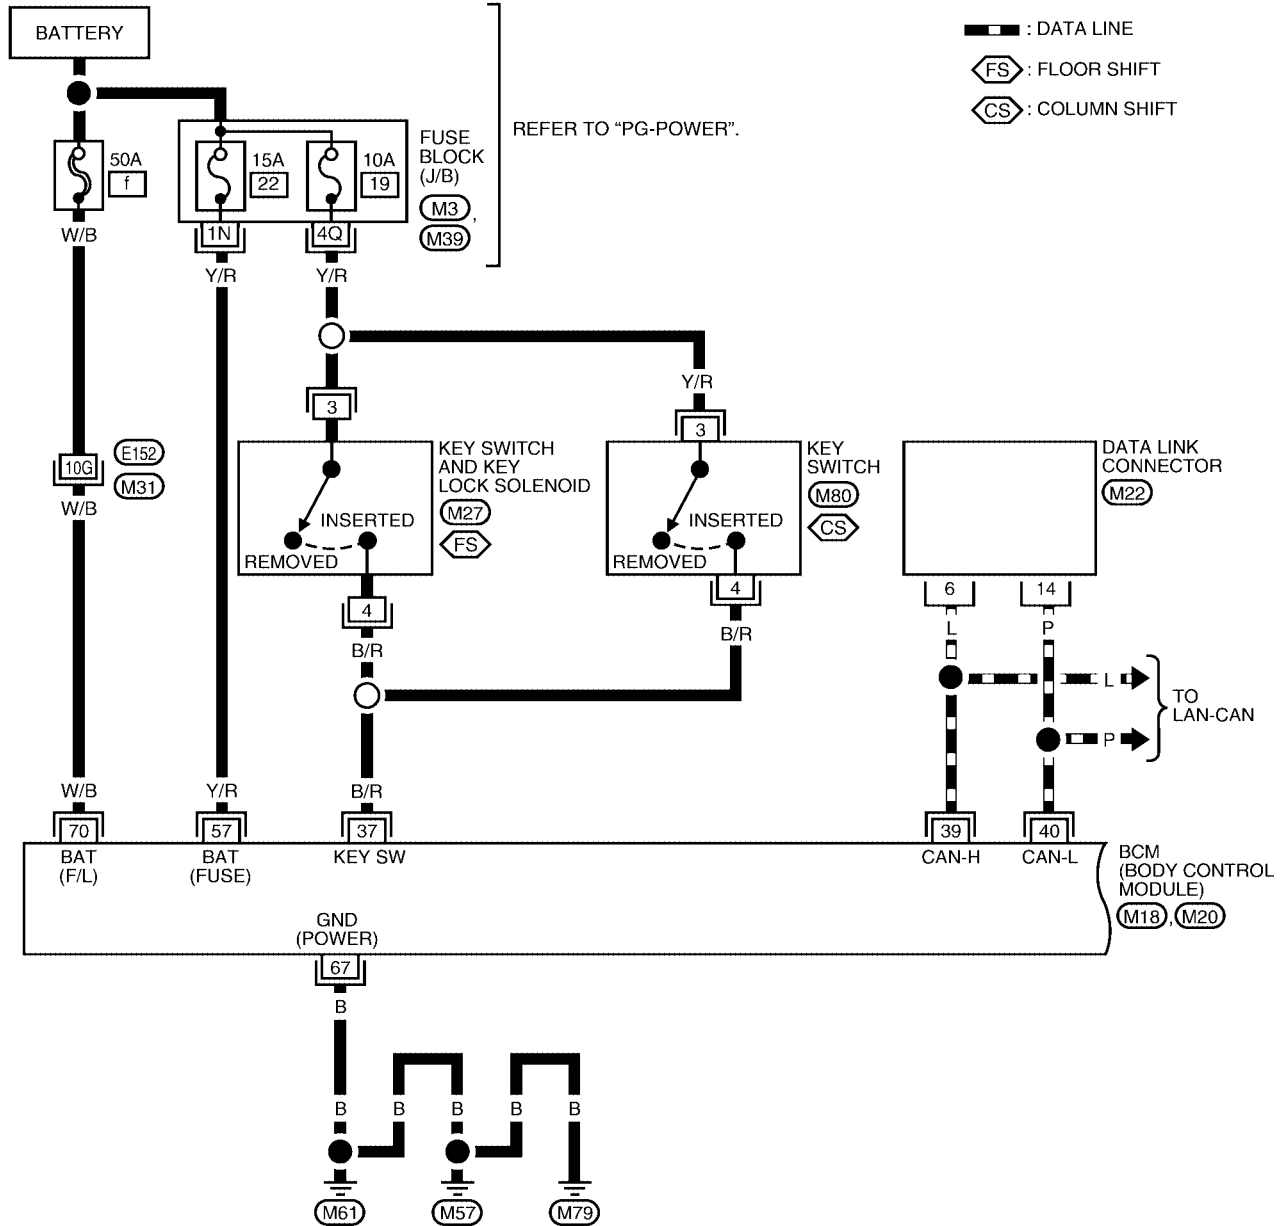 BATTERY
: DATA LINE
FS : FLOOR SHIFT
CS : COLUMN SHIFT
REFER TO “PG-POWER”.
50A
f
15A
22
10A
19
FUSE
BLOCK
(J/B)
M3 ,
M39
W/B
1N
4Q
Y/R
Y/R
Y/R
3
3
10G
E152
M31
W/B
KEY SWITCH
AND KEY
LOCK SOLENOID
M27
FS
INSERTED
REMOVED
KEY
SWITCH
M80
CS
INSERTED
REMOVED
DATA LINK
CONNECTOR
M22
4
4
6
14
B/R
B/R
L
P
L
P
TO
LAN-CAN
W/B
Y/R
B/R
70
57
37
39
40
BAT
(F/L)
BAT
(FUSE)
KEY SW
CAN-H
CAN-L
BCM
(BODY CONTROL
MODULE)
M18 , M20
GND
(POWER)
67
B
B
B
B
B
B
M61
M57
M79